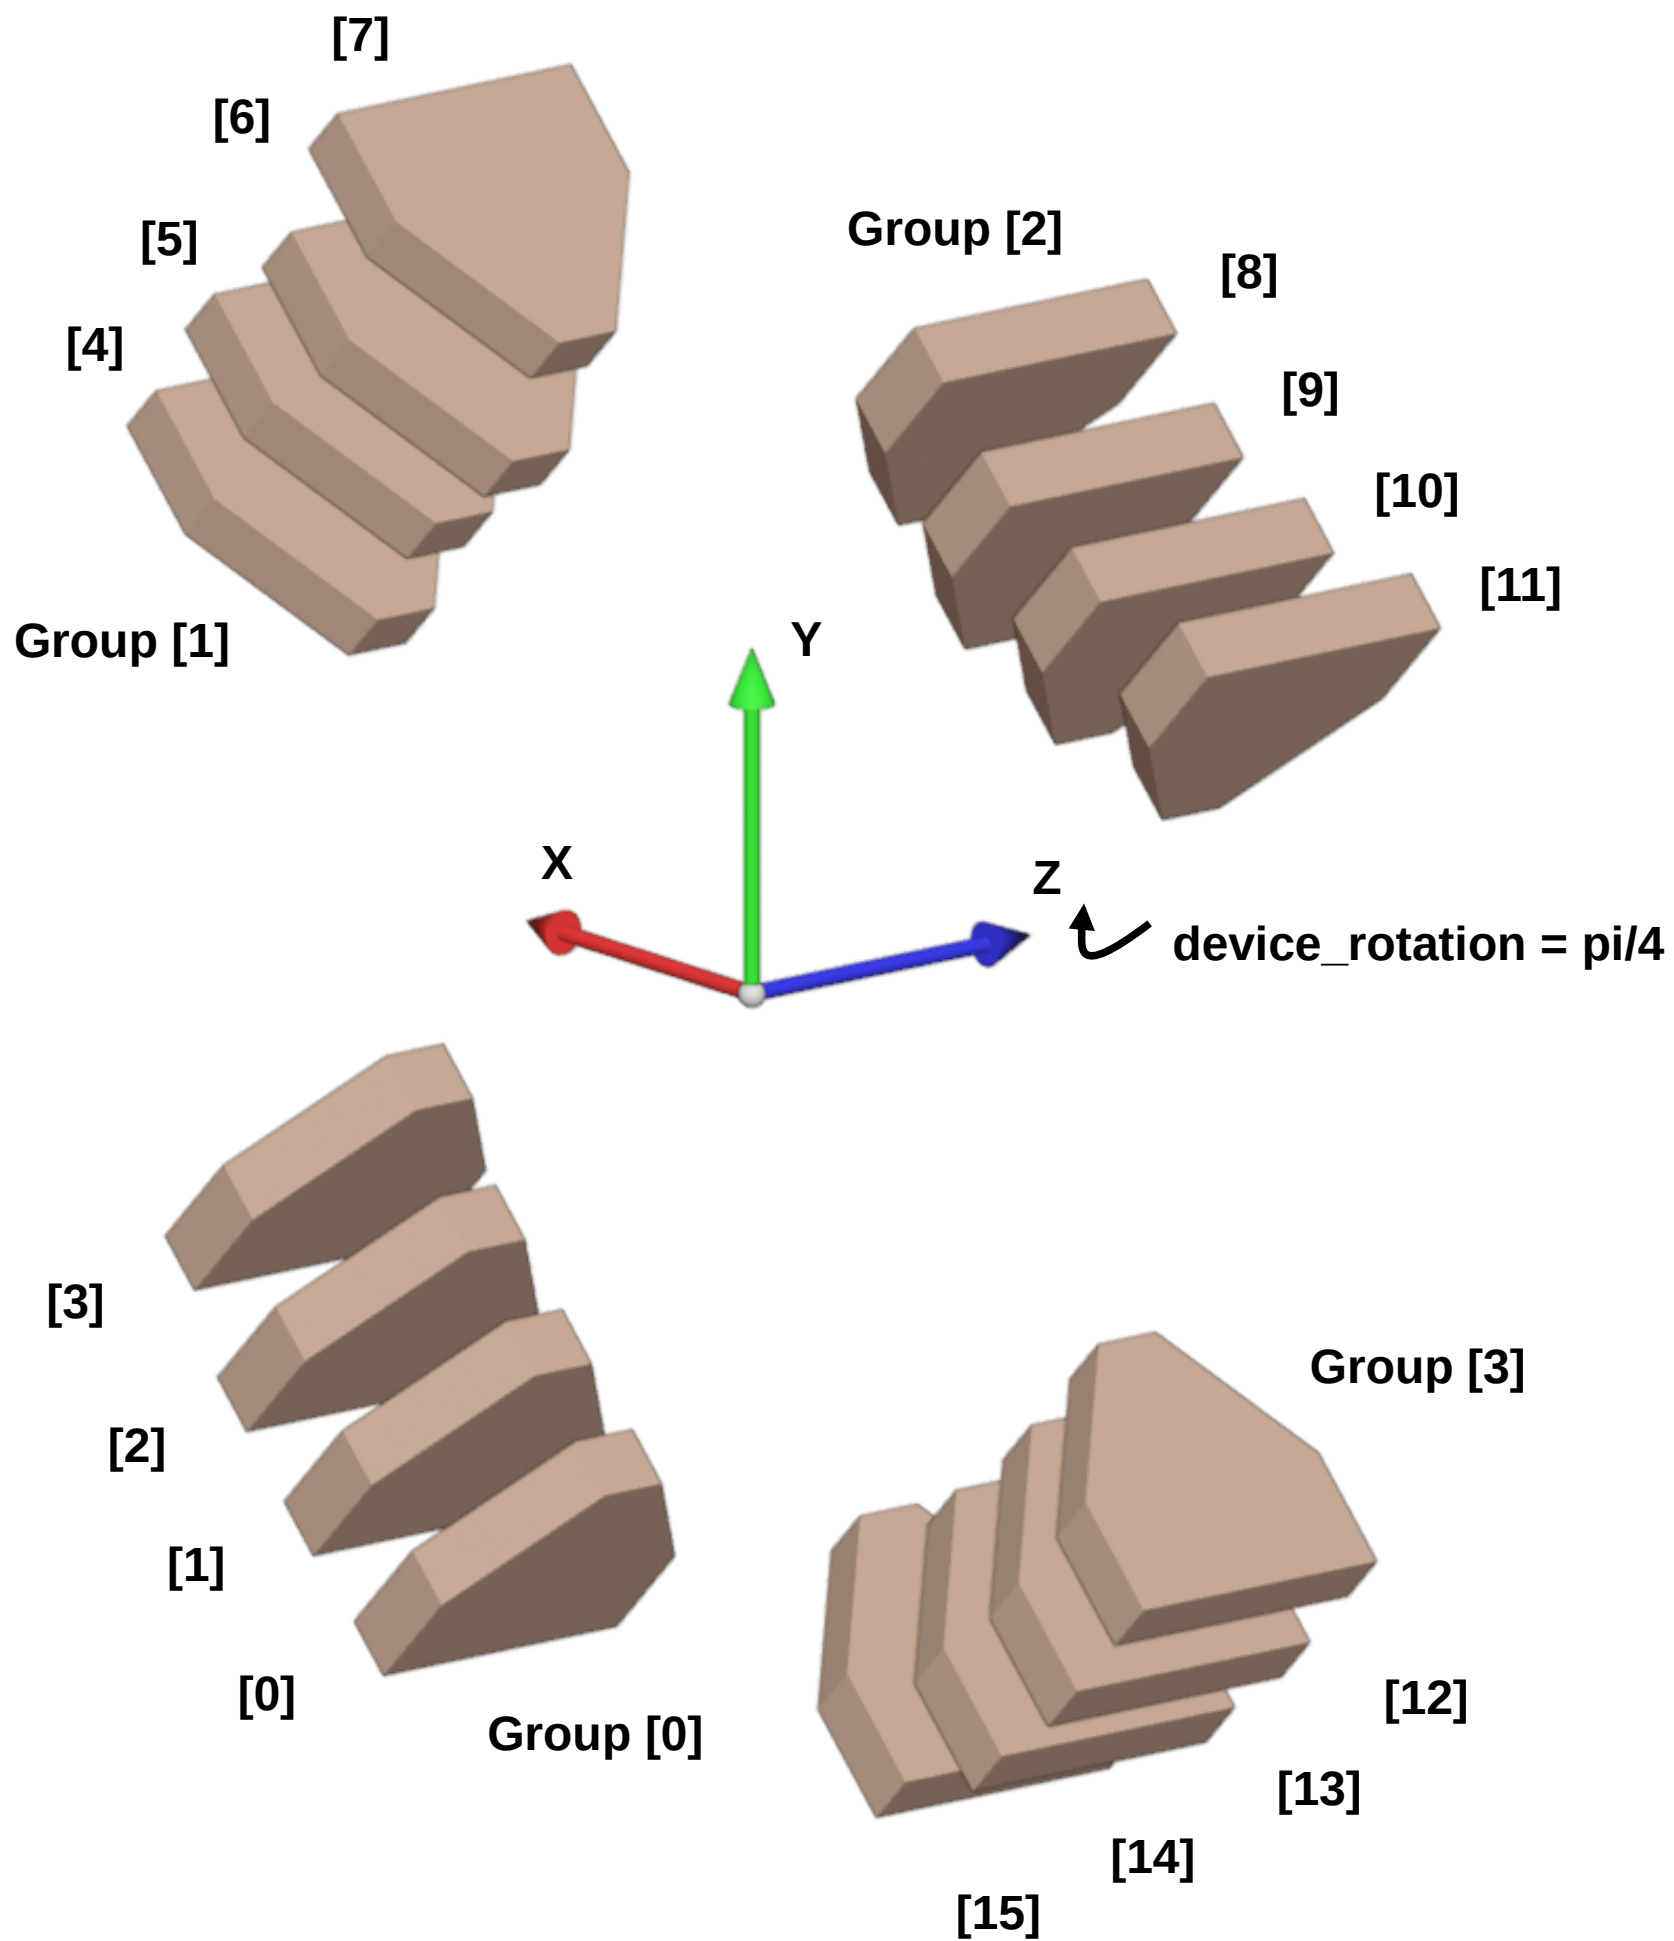 [7]
[6]
[5]
[4]
Group [1]
Group [2]
[8]
[9]
[10]
[11]
Y
X
Z
device_rotation = pi/4
[3]
[2]
[1]
[0]
Group [0]
Group [3]
[12]
[13]
[14]
[15]